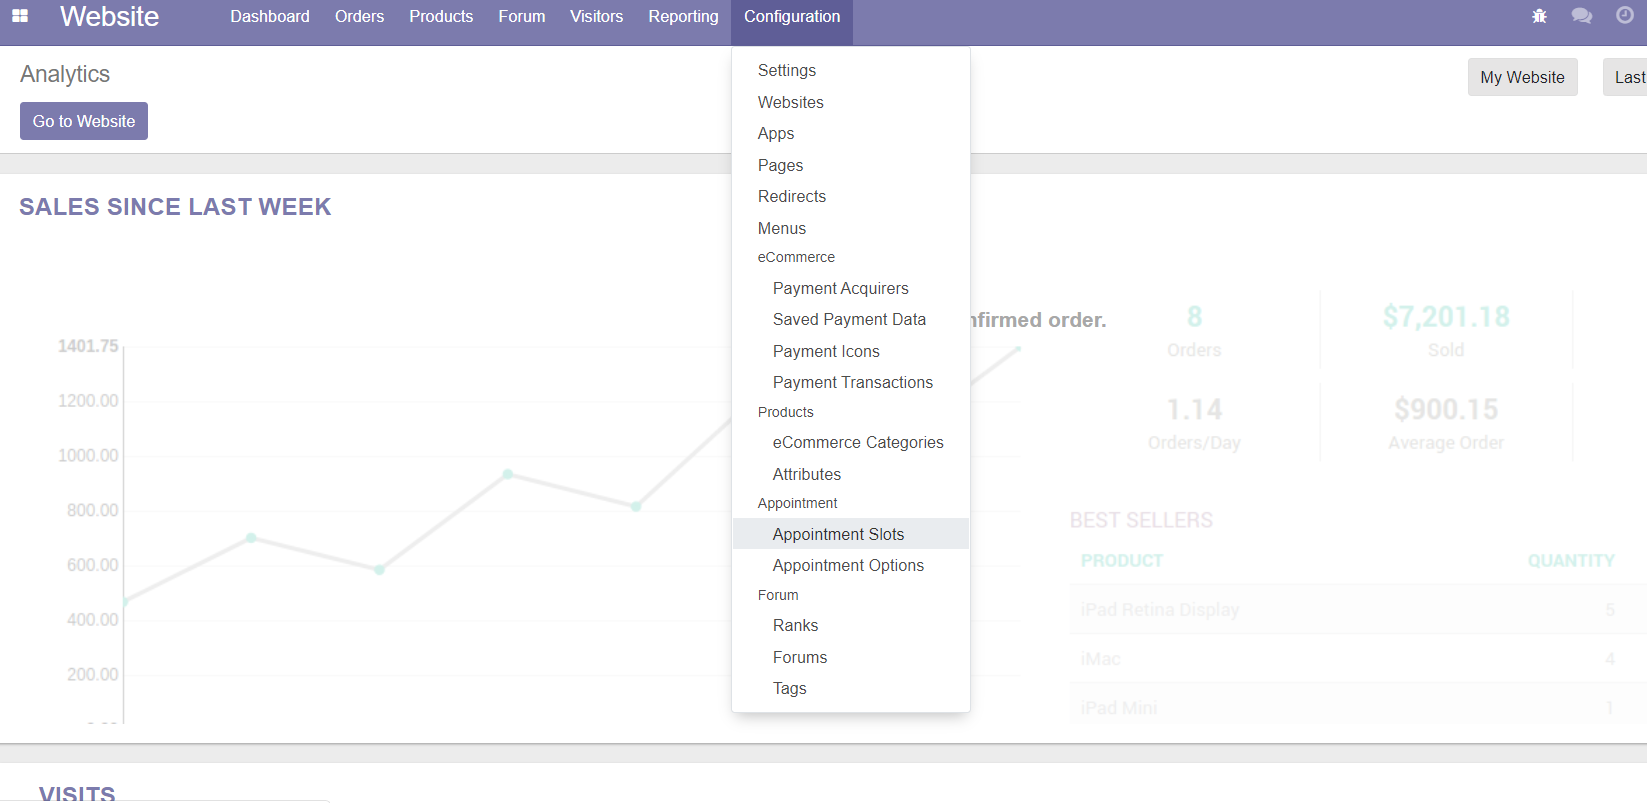 Website Dashboard Orders Products Forum Visitors Reporting Configuration
Analytics
Go to Website
My Website Last
Settings
Websites
Apps
Pages
Redirects
Menus
eCommerce
Payment Acquirers
Saved Payment Data
Payment Icons
Payment Transactions
Products
eCommerce Categories
Attributes
Appointment
Appointment Slots
Appointment Options
Forum
Ranks
Forums
Tags
SALES SINCE LAST WEEK
nfirmed order.
1401.75
1200.00
1000.00
800.00
600.00
400.00
200.00
8 $7,201.18
Orders Sold
1.14 $900.15
Orders/Day Average Order
BEST SELLERS
PRODUCT QUANTITY
iPad Retina Display 5
iMac 4
iPad Mini 1
VISITS